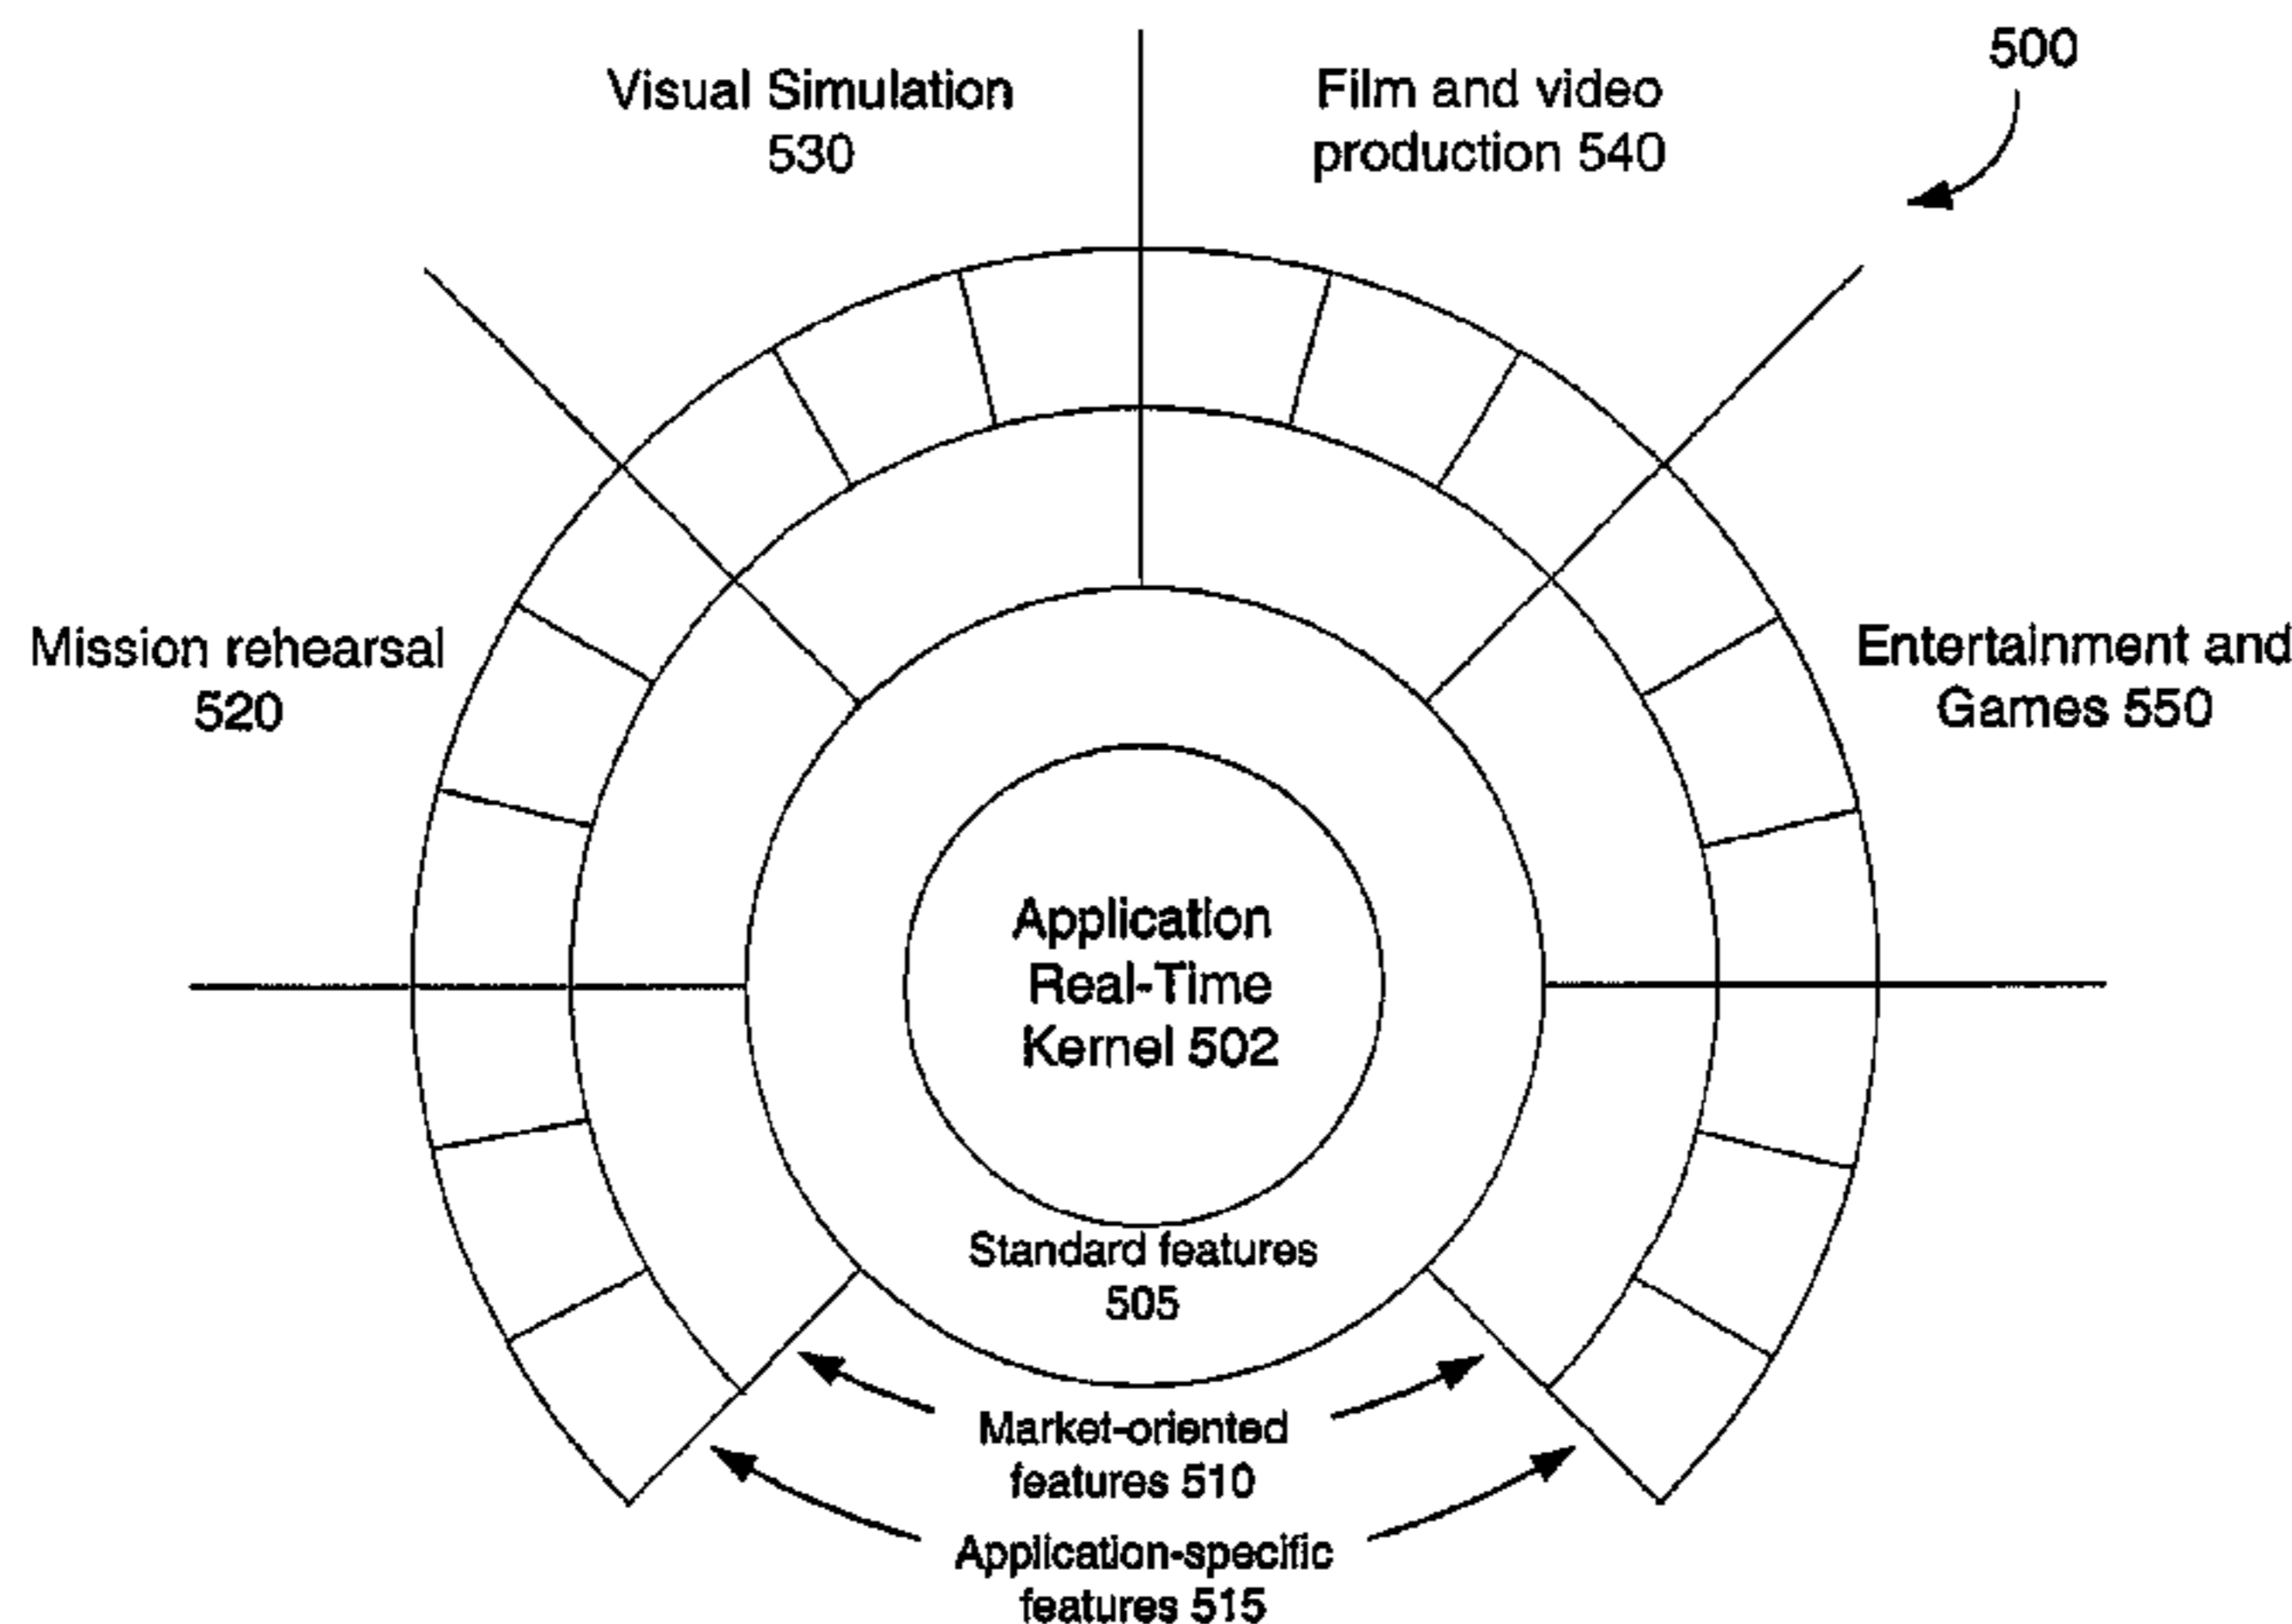 500
Visual Simulation
530
Film and video
production 540
Mission rehearsal
520
Entertainment and
Games 550
Application
Real-Time
Kernel 502
Standard features
505
Market-oriented
features 510
Application-specific
features 515